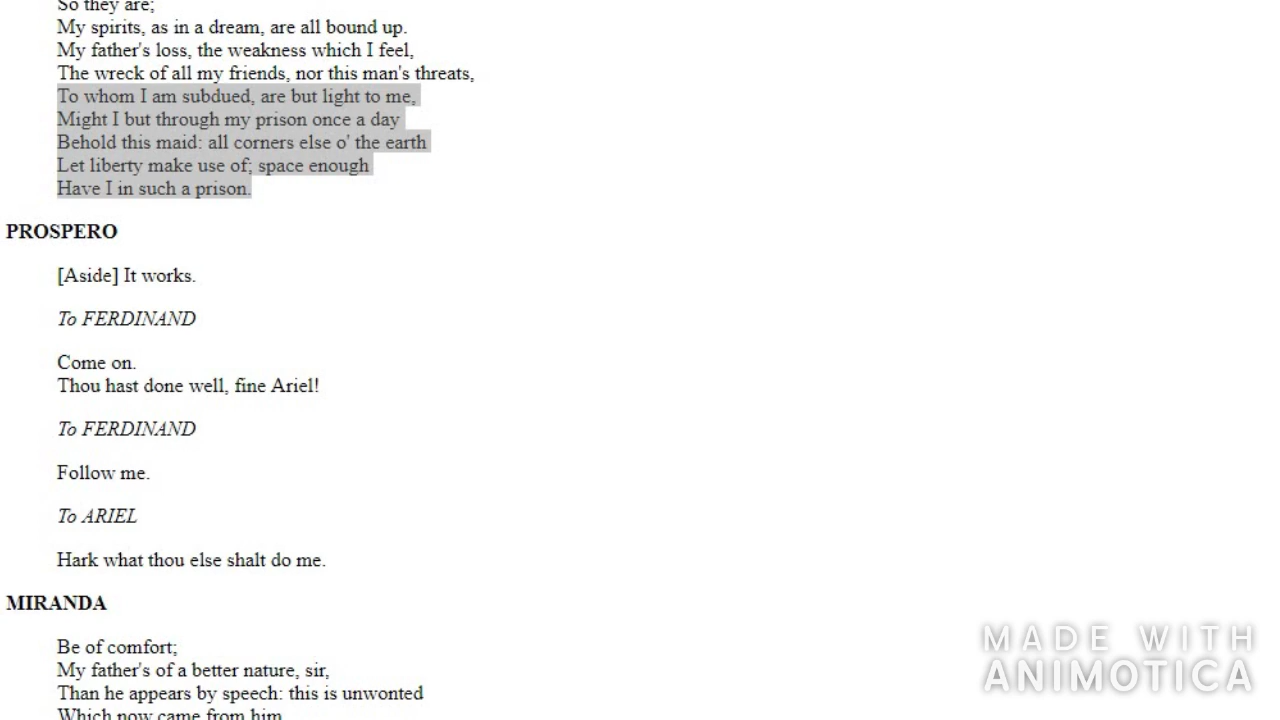 So they are;
My spirits, as in a dream, are all bound up.
My father's loss, the weakness which I feel,
The wreck of all my friends, nor this man's threats,
To whom I am subdued, are but light to me,
Might I but through my prison once a day
Behold this maid: all corners else o' the earth
Let liberty make use of; space enough
Have I in such a prison.
PROSPERO
[Aside] It works.
To FERDINAND
Come on.
Thou hast done well, fine Ariel!
To FERDINAND
Follow me.
To ARIEL
Hark what thou else shalt do me.
MIRANDA
Be of comfort;
My father's of a better nature, sir,
Than he appears by speech: this is unwonted
Which now came from him.
MADE WITH
ANIMOTICA